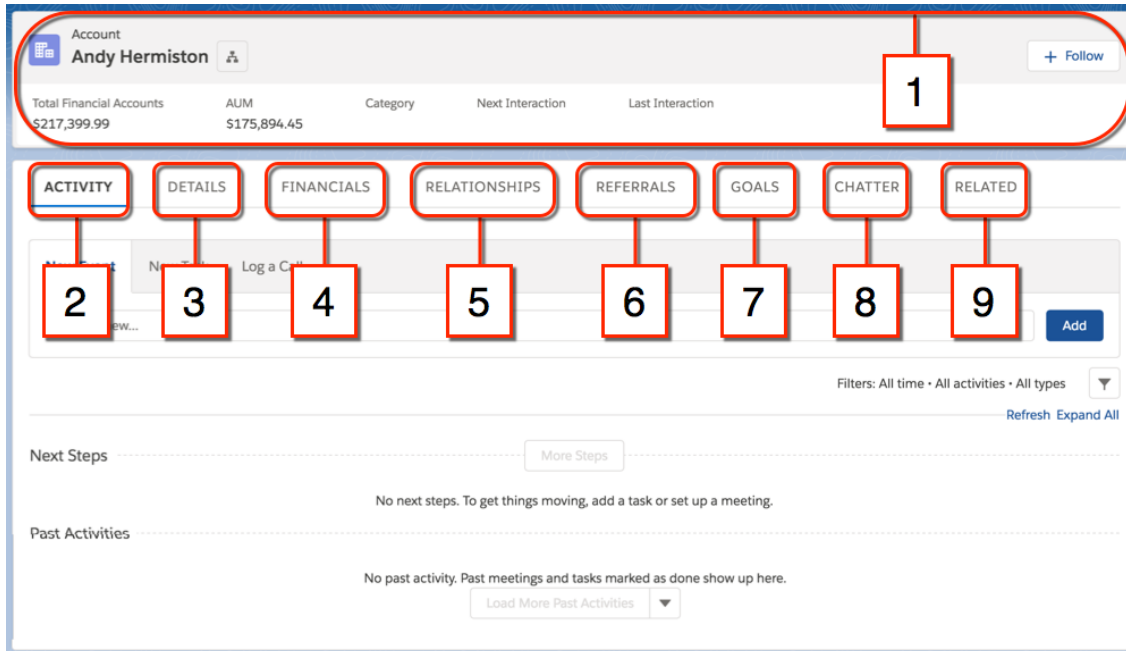 Account
Andy Hermiston
+ Follow
1
Total Financial Accounts AUM Category Next Interaction Last Interaction
$217,399.99 $175,894.45
ACTIVITY DETAILS FINANCIALS RELATIONSHIPS REFERRALS GOALS CHATTER RELATED
Log a Call
2 3 4 5 6 7 8 9
Add
Filters: All time • All activities • All types
Refresh Expand All
Next Steps More Steps
No next steps. To get things moving, add a task or set up a meeting.
Past Activities
No past activity. Past meetings and tasks marked as done show up here.
Load More Past Activities